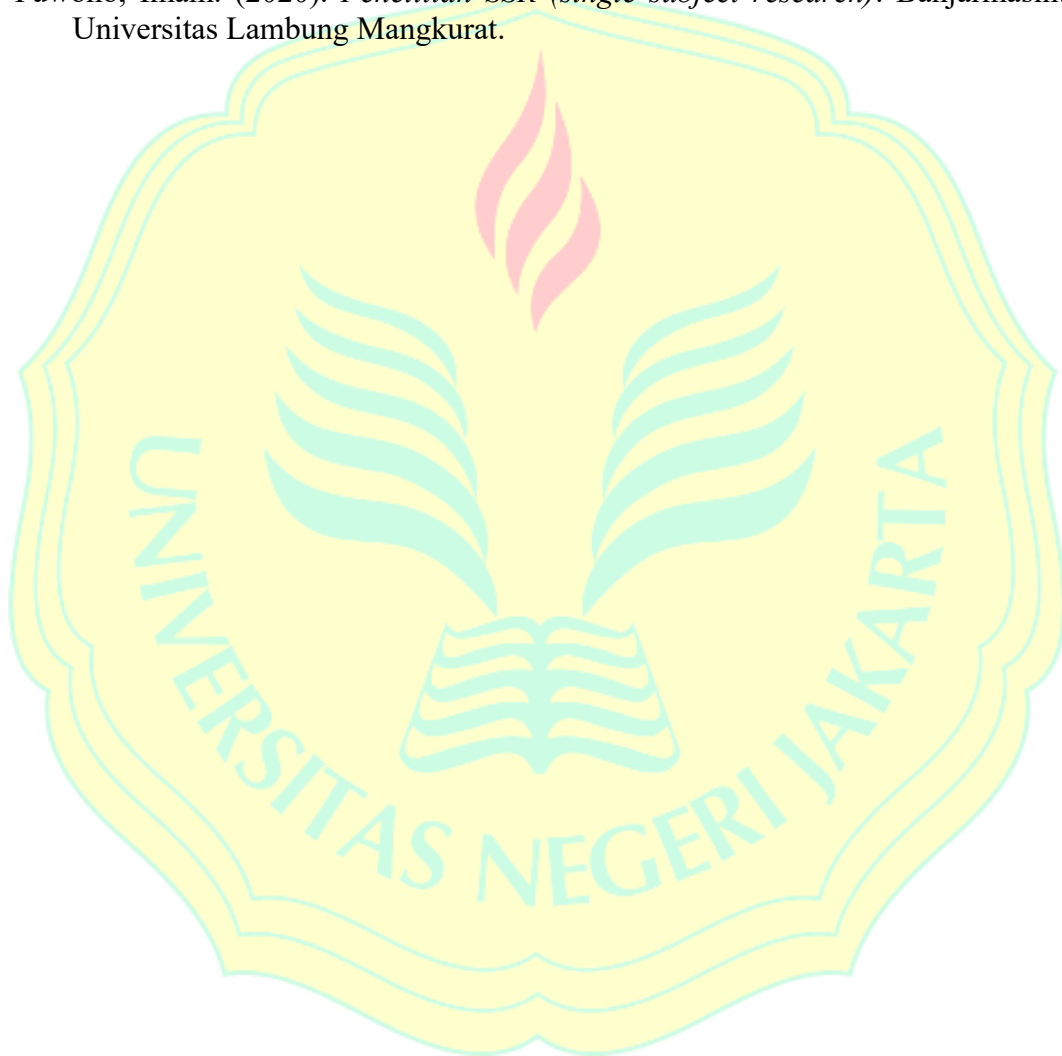 Yuwono, Imam. (2020). Penelitian SSR (single subject research). Banjarmasin:
Universitas Lambung Mangkurat.
UNIVERSITAS NEGERI JAKARTA